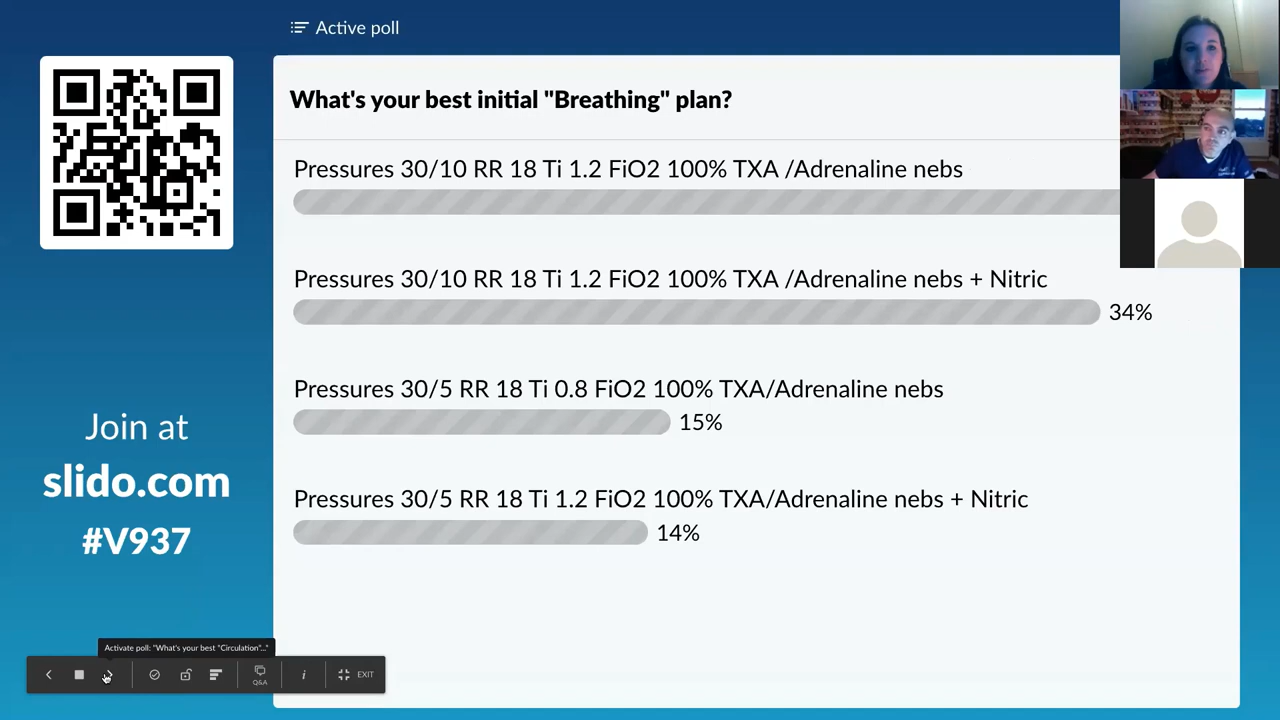 Active poll
What's your best initial "Breathing" plan?
Pressures 30/10 RR 18 Ti 1.2 FiO2 100% TXA /Adrenaline nebs
Pressures 30/10 RR 18 Ti 1.2 FiO2 100% TXA /Adrenaline nebs + Nitric
34%
Pressures 30/5 RR 18 Ti 0.8 FiO2 100% TXA/Adrenaline nebs
15%
Pressures 30/5 RR 18 Ti 1.2 FiO2 100% TXA/Adrenaline nebs + Nitric
14%
Join at
slido.com
#V937
Activate poll: "What's your best "Circulation"..."
Q&A
i
EXIT